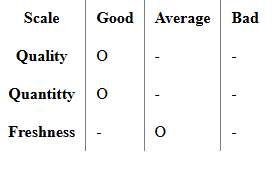 Scale Good Average Bad
Quality O - -
Quantitty O - -
Freshness - O -